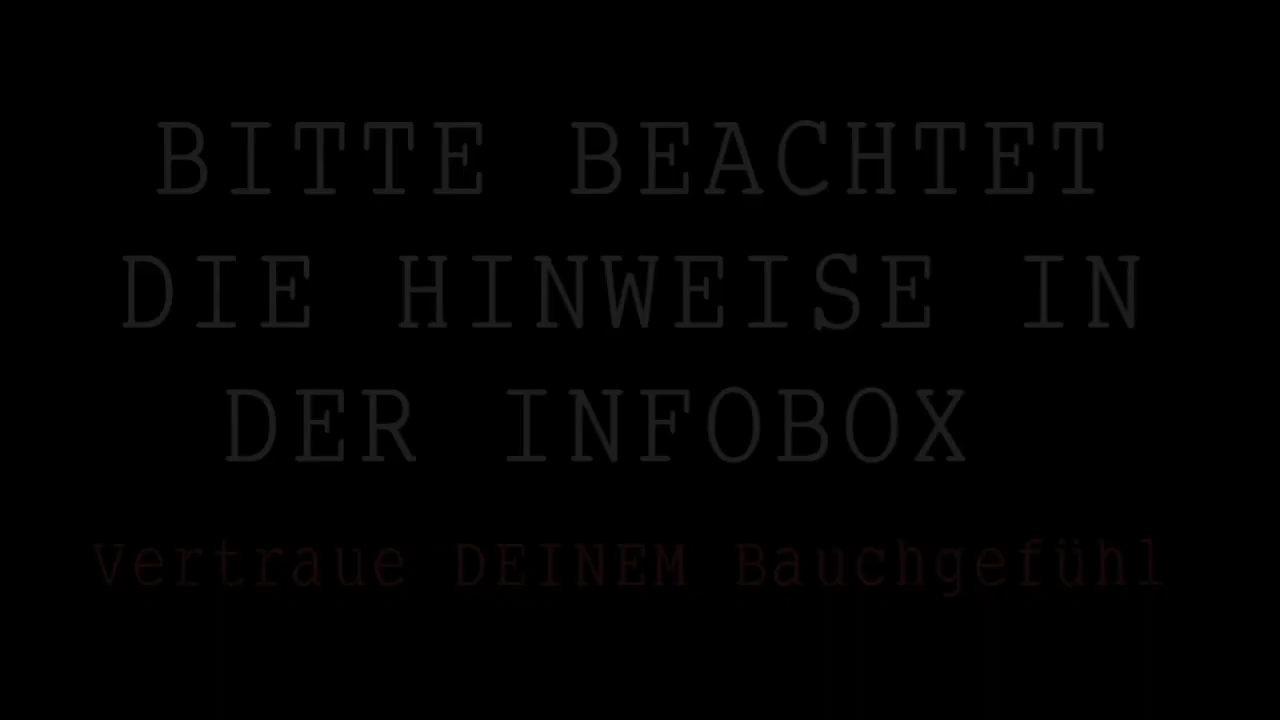 BITTE BEACHTET
DIE HINWEISE IN
DER INFOBOX
Vertraue DEINEM Bauchgefühl